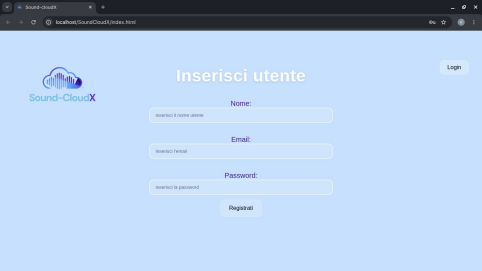 Sound-cloudX
localhost/SoundCloudX/index.html
Sound-CloudX
Inserisci utente
Login
Nome:
Inserisci il nome utente
Email:
Inserisci l'email
Password:
Inserisci la password
Registrati